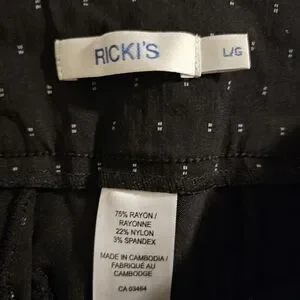 RICKI'S
L/G
75% RAYON /
RAYONNE
22% NYLON
3% SPANDEX
MADE IN CAMBODIA /
FABRIQUÉ AU
CAMBODGE
CA 03464